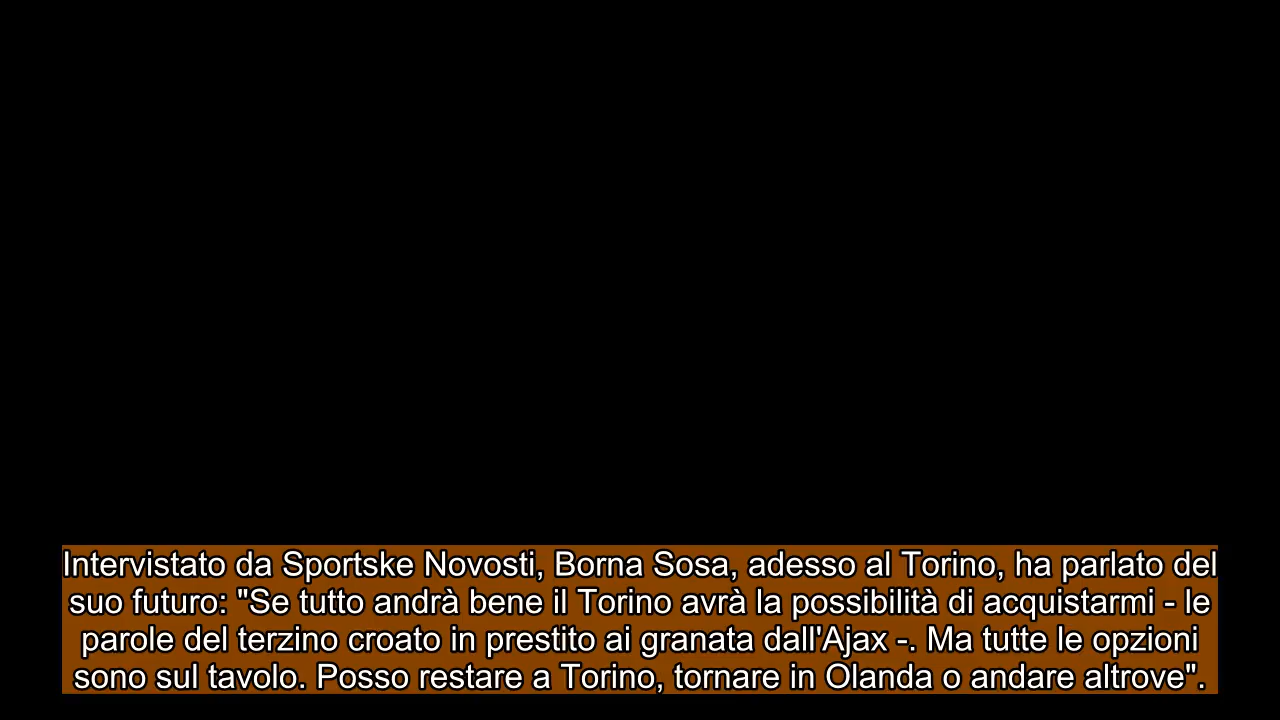 Intervistato da Sportske Novosti, Borna Sosa, adesso al Torino, ha parlato del
suo futuro: "Se tutto andrà bene il Torino avrà la possibilità di acquistarmi - le
parole del terzino croato in prestito ai granata dall'Ajax -. Ma tutte le opzioni
sono sul tavolo. Posso restare a Torino, tornare in Olanda o andare altrove".